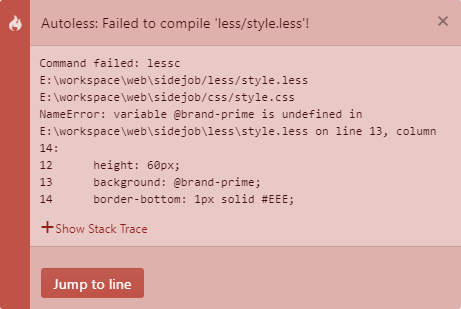 Autoless: Failed to compile 'less/style.less'!
Command failed: lessc
E:\workspace\web\sidejob/less/style.less
E:\workspace\web\sidejob/css/style.css
NameError: variable @brand-prime is undefined in
E:\workspace\web\sidejob\less\style.less on line 13, column
14:
12     height: 60px;
13     background: @brand-prime;
14     border-bottom: 1px solid #EEE;
Show Stack Trace
Jump to line